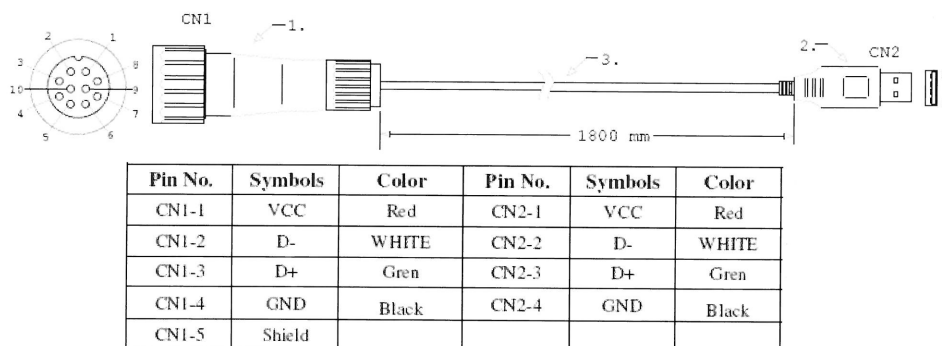 CN1
1.
2
1
3
8
10
9
4
7
5
6
3.
2.
CN2
1800 mm
Pin No. Symbols Color Pin No. Symbols Color
CN1-1 VCC Red CN2-1 VCC Red
CN1-2 D- WHITE CN2-2 D- WHITE
CN1-3 D+ Gren CN2-3 D+ Gren
CN1-4 GND Black CN2-4 GND Black
CN1-5 Shield